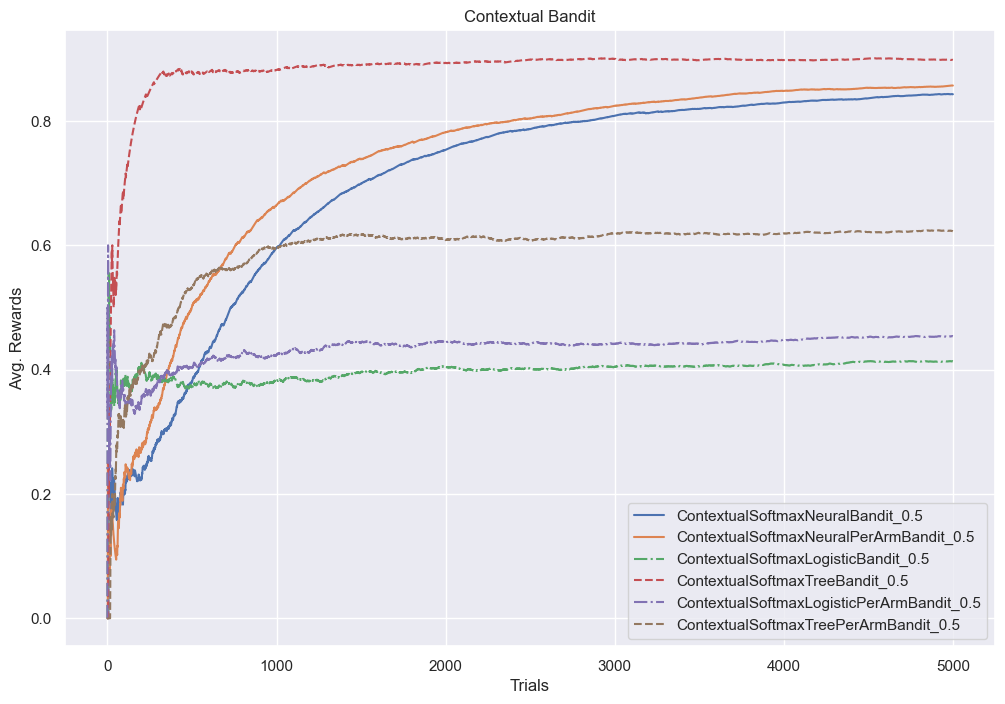 Contextual Bandit
Avg. Rewards
0.8
0.6
0.4
0.2
0.0
ContextualSoftmaxNeuralBandit_0.5
ContextualSoftmaxNeuralPerArmBandit_0.5
ContextualSoftmaxLogisticBandit_0.5
ContextualSoftmaxTreeBandit_0.5
ContextualSoftmaxLogisticPerArmBandit_0.5
ContextualSoftmaxTreePerArmBandit_0.5
0 1000 2000 3000 4000 5000
Trials